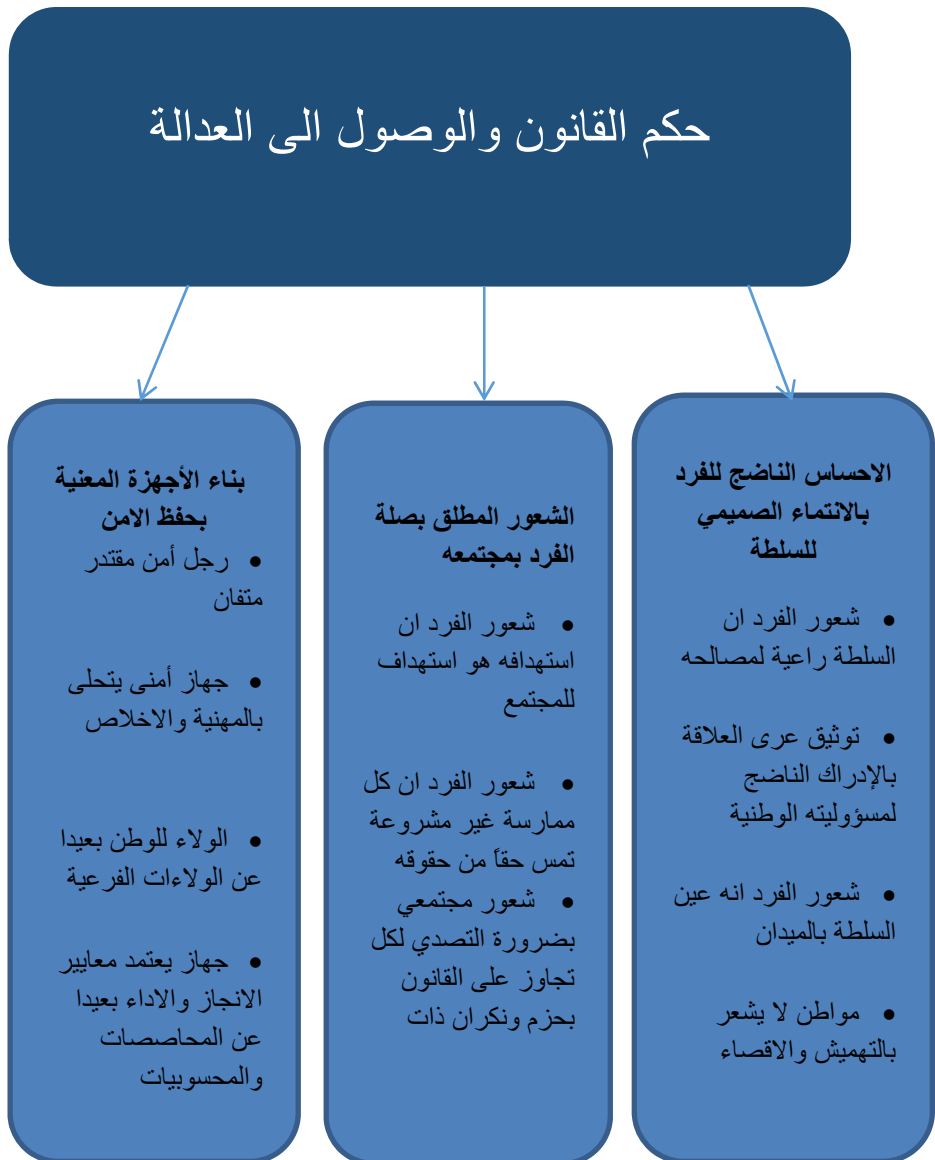 حكم القانون والوصول الى العدالة
الاحساس الناضج للفرد
بالانتماء الصميمي
للسلطة
• شعور الفرد ان
السلطة راعية لمصالحه
• توثيق عرى العلاقة
بالإدراك الناضج
لمسؤوليته الوطنية
• شعور الفرد انه عين
السلطة بالميدان
• مواطن لا يشعر
بالتهميش والاقصاء
الشعور المطلق بصلة
الفرد بمجتمعه
• شعور الفرد ان
استهدافه هو استهداف
للمجتمع
• شعور الفرد ان كل
ممارسة غير مشروعة
تمس حقاً من حقوقه
• شعور مجتمعي
بضرورة التصدي لكل
تجاوز على القانون
بحزم ونكران ذات
بناء الأجهزة المعنية
بحفظ الامن
• رجل أمن مقتدر
متفان
• جهاز أمنى يتحلى
بالمهنية والاخلاص
• الولاء للوطن بعيدا
عن الولاءات الفرعية
• جهاز يعتمد معايير
الانجاز والاداء بعيدا
عن المحاصصات
والمحسوبيات